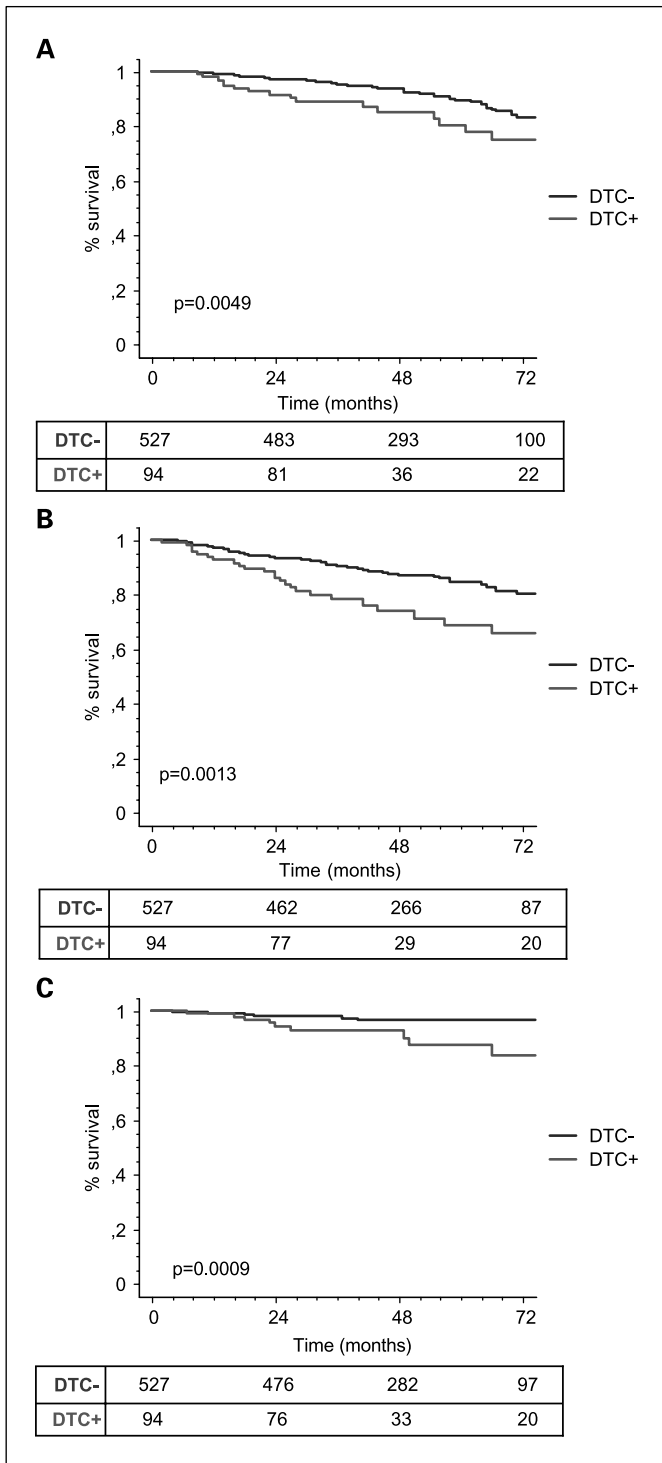 A
1
,8
,6
,4
,2
0
% survival
p=0.0049
DTC-
DTC+
0 24 48 72
Time (months)
DTC- 527 483 293 100
DTC+ 94 81 36 22
B
1
,8
,6
,4
,2
0
% survival
p=0.0013
DTC-
DTC+
0 24 48 72
Time (months)
DTC- 527 462 266 87
DTC+ 94 77 29 20
C
1
,8
,6
,4
,2
0
% survival
p=0.0009
DTC-
DTC+
0 24 48 72
Time (months)
DTC- 527 476 282 97
DTC+ 94 76 33 20